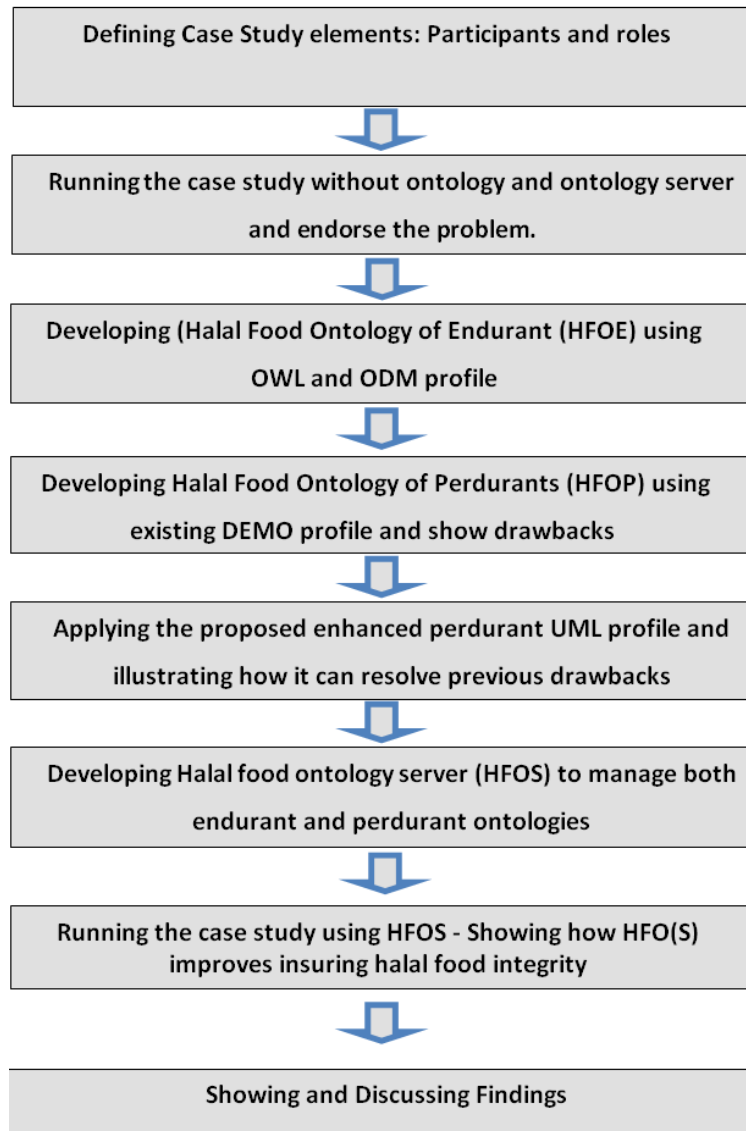 Defining Case Study elements: Participants and roles
Running the case study without ontology and ontology server
and endorse the problem.
Developing (Halal Food Ontology of Endurant (HFOE) using
OWL and ODM profile
Developing Halal Food Ontology of Perdurants (HFOP) using
existing DEMO profile and show drawbacks
Applying the proposed enhanced perdurant UML profile and
illustrating how it can resolve previous drawbacks
Developing Halal food ontology server (HFOS) to manage both
endurant and perdurant ontologies
Running the case study using HFOS - Showing how HFO(S)
improves insuring halal food integrity
Showing and Discussing Findings